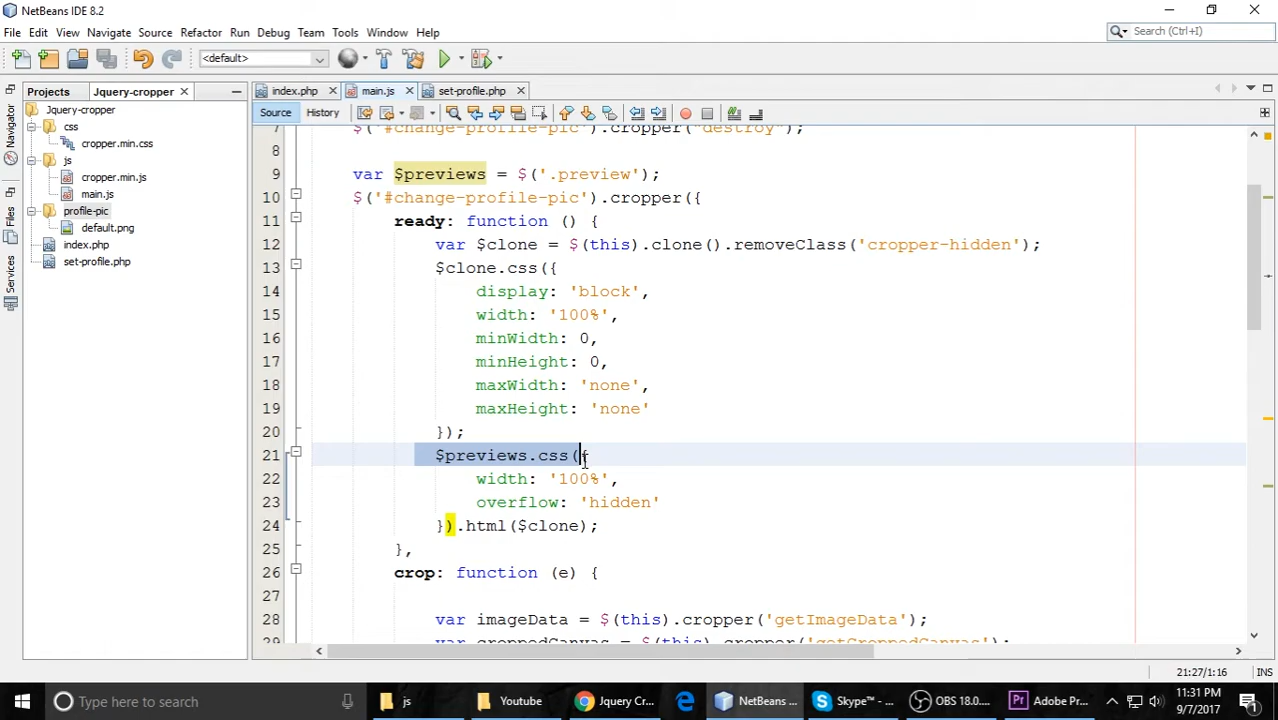 NetBeans IDE 8.2
File Edit View Navigate Source Refactor Run Debug Team Tools Window Help
Search (Ctrl+I)
<default>
Projects
Jquery-cropper
index.php
main.js
set-profile.php
Source
History
Navigator
Files
Services
Jquery-cropper
css
cropper.min.css
js
cropper.min.js
main.js
profile-pic
default.png
index.php
set-profile.php
7 $('#change-profile-pic').cropper("destroy");
8
9 var $previews = $('.preview');
10 $('#change-profile-pic').cropper({
11 ready: function () {
12 var $clone = $(this).clone().removeClass('cropper-hidden');
13 $clone.css({
14 display: 'block',
15 width: '100%',
16 minWidth: 0,
17 minHeight: 0,
18 maxWidth: 'none',
19 maxHeight: 'none'
20 });
21 $previews.css({
22 width: '100%',
23 overflow: 'hidden'
24 }).html($clone);
25 },
26 crop: function (e) {
27
28 var imageData = $(this).cropper('getImageData');
29 var croppedCanvas = $(this).cropper('getCroppedCanvas');
21:27/1:16 INS
Type here to search
js
Youtube
Jquery Cr...
NetBeans ...
Skype™ - ...
OBS 18.0....
Adobe Pr...
11:31 PM
9/7/2017
1